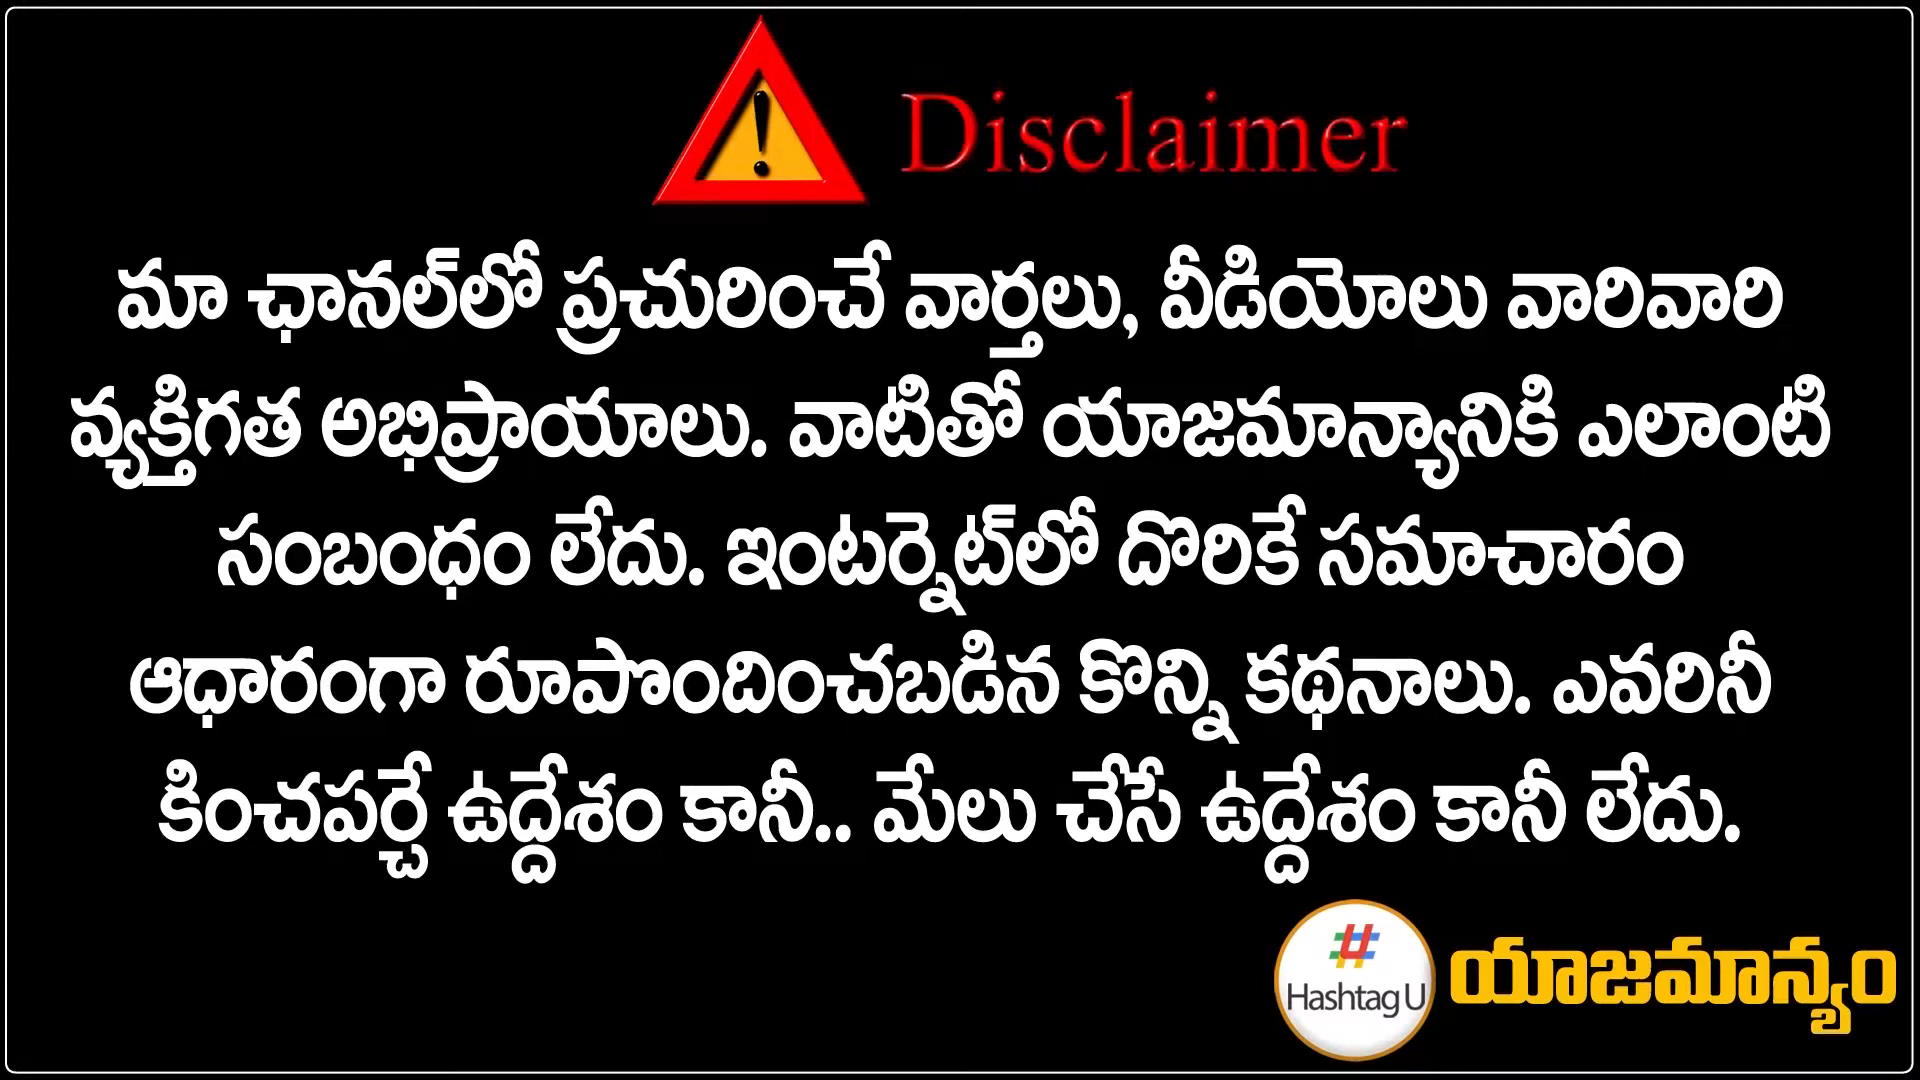 Disclaimer
మా ఛానల్‌లో ప్రచురించే వార్తలు, వీడియోలు వారివారి
వ్యక్తిగత అభిప్రాయాలు. వాటితో యాజమాన్యానికి ఎలాంటి
సంబంధం లేదు. ఇంటర్నెట్‌లో దొరికే సమాచారం
ఆధారంగా రూపొందించబడిన కొన్ని కథనాలు. ఎవరినీ
కించపర్చే ఉద్దేశం కానీ.. మేలు చేసే ఉద్దేశం కానీ లేదు.
#
Hashtag U
యాజమాన్యం